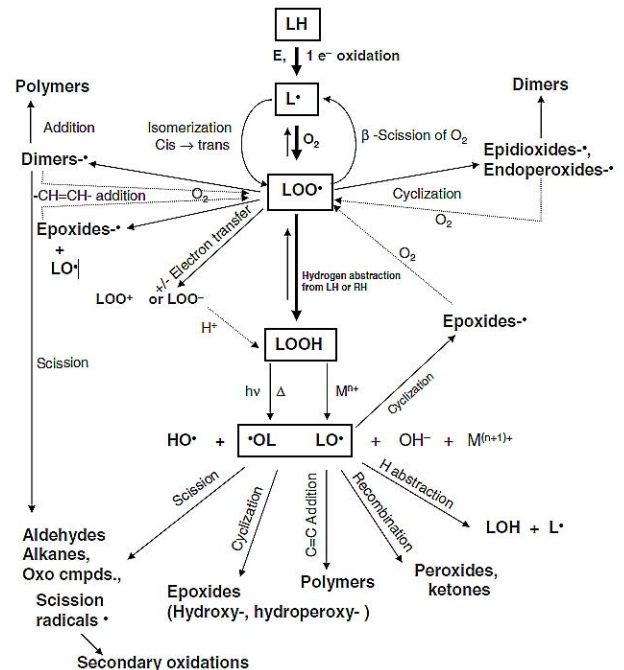 LH
E, 1 e⁻ oxidation
L•
Polymers
Dimers
Addition
Isomerization
Cis → trans
O₂
β -Scission of O₂
Dimers-•
Epidioxides-•,
Endoperoxides-•
-CH=CH- addition
O₂
LOO•
Cyclization
O₂
Epoxides-•
+
LO•
+/- Electron transfer
O₂
Hydrogen abstraction
from LH or RH
LOO⁺ or LOO⁻
H⁺
Epoxides-•
LOOH
Scission
hν Δ Mⁿ⁺
Cyclization
HO• + •OL LO• + OH⁻ + M⁽ⁿ⁺¹⁾⁺
Scission
Cyclization
C=C Addition
Recombination
H abstraction
LOH + L•
Aldehydes
Alkanes,
Oxo cmpds.,
Scission
radicals •
Epoxides
(Hydroxy-, hydroperoxy- )
Polymers
Peroxides,
ketones
Secondary oxidations